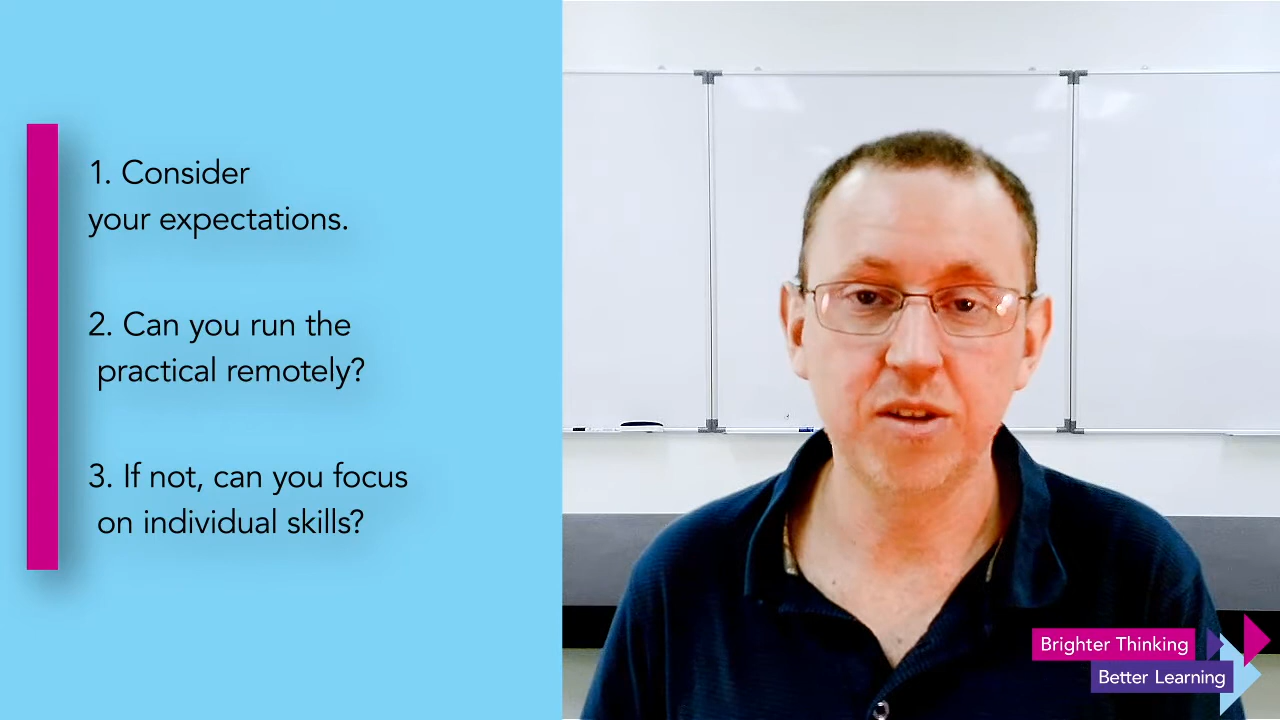 1. Consider
your expectations.
2. Can you run the
practical remotely?
3. If not, can you focus
on individual skills?
Brighter Thinking
Better Learning